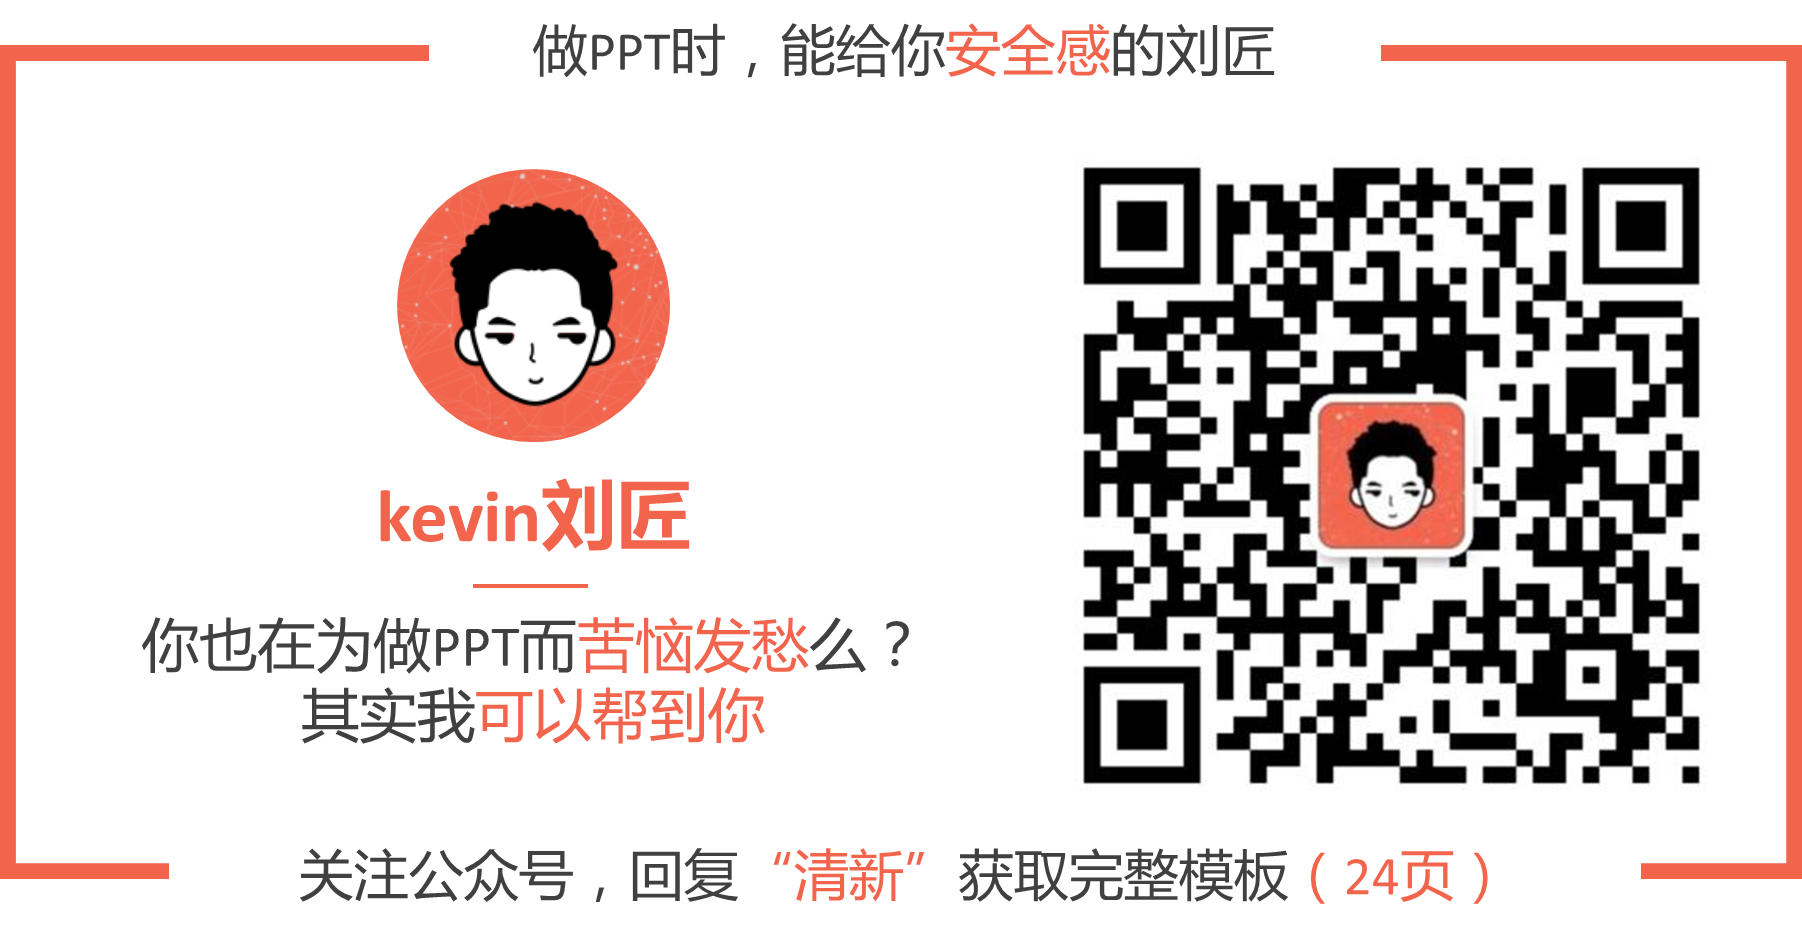 做PPT时，能给你安全感的刘匠
kevin刘匠
你也在为做PPT而苦恼发愁么？
其实我可以帮到你
关注公众号，回复“清新”获取完整模板（24页）